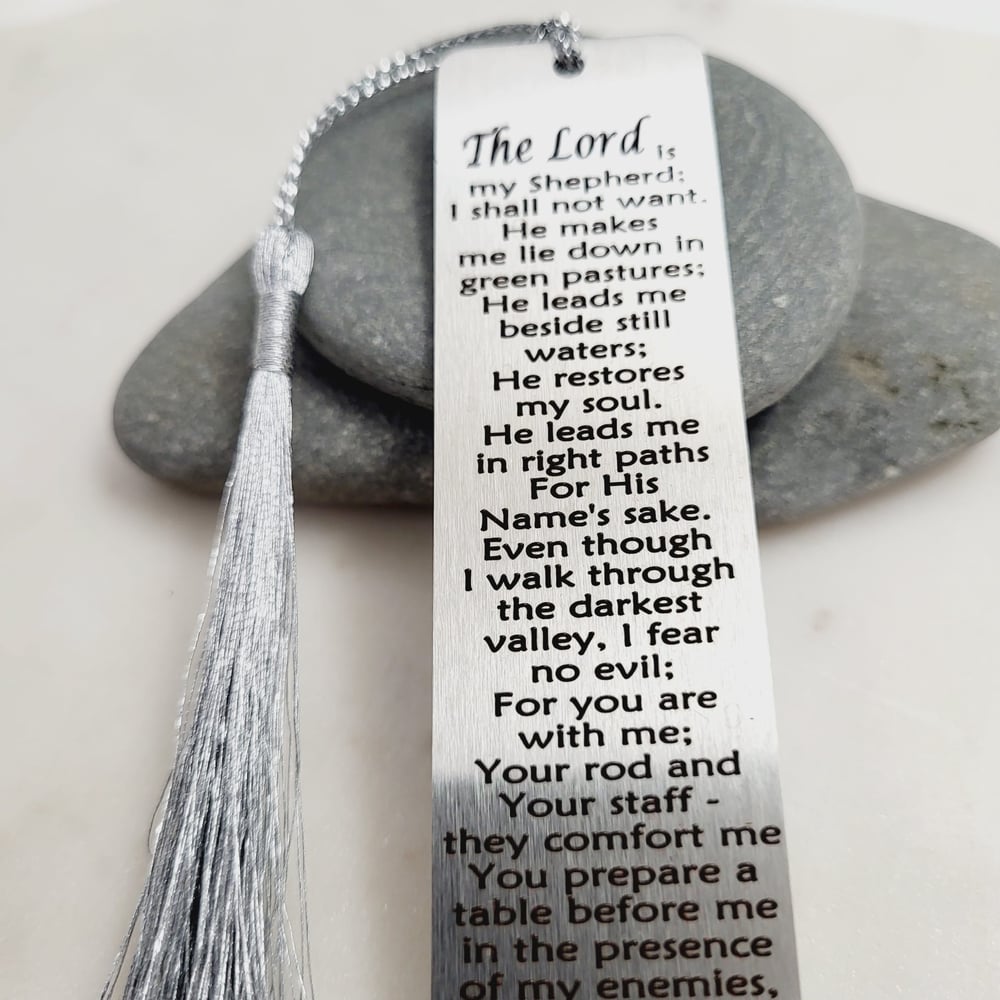 The Lord is
my Shepherd;
I shall not want.
He makes
me lie down in
green pastures;
He leads me
beside still
waters;
He restores
my soul.
He leads me
in right paths
For His
Name's sake.
Even though
I walk through
the darkest
valley, I fear
no evil;
For you are
with me;
Your rod and
Your staff -
they comfort me
You prepare a
table before me
in the presence
of my enemies,